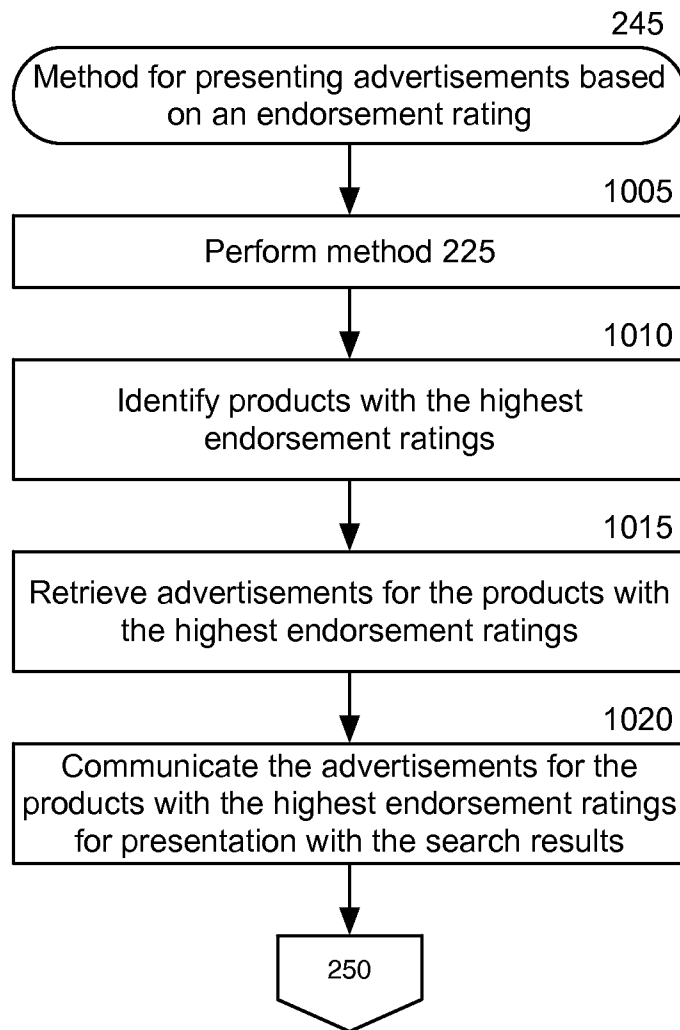 245
Method for presenting advertisements based
on an endorsement rating
1005
Perform method 225
1010
Identify products with the highest
endorsement ratings
1015
Retrieve advertisements for the products with
the highest endorsement ratings
1020
Communicate the advertisements for the
products with the highest endorsement ratings
for presentation with the search results
250